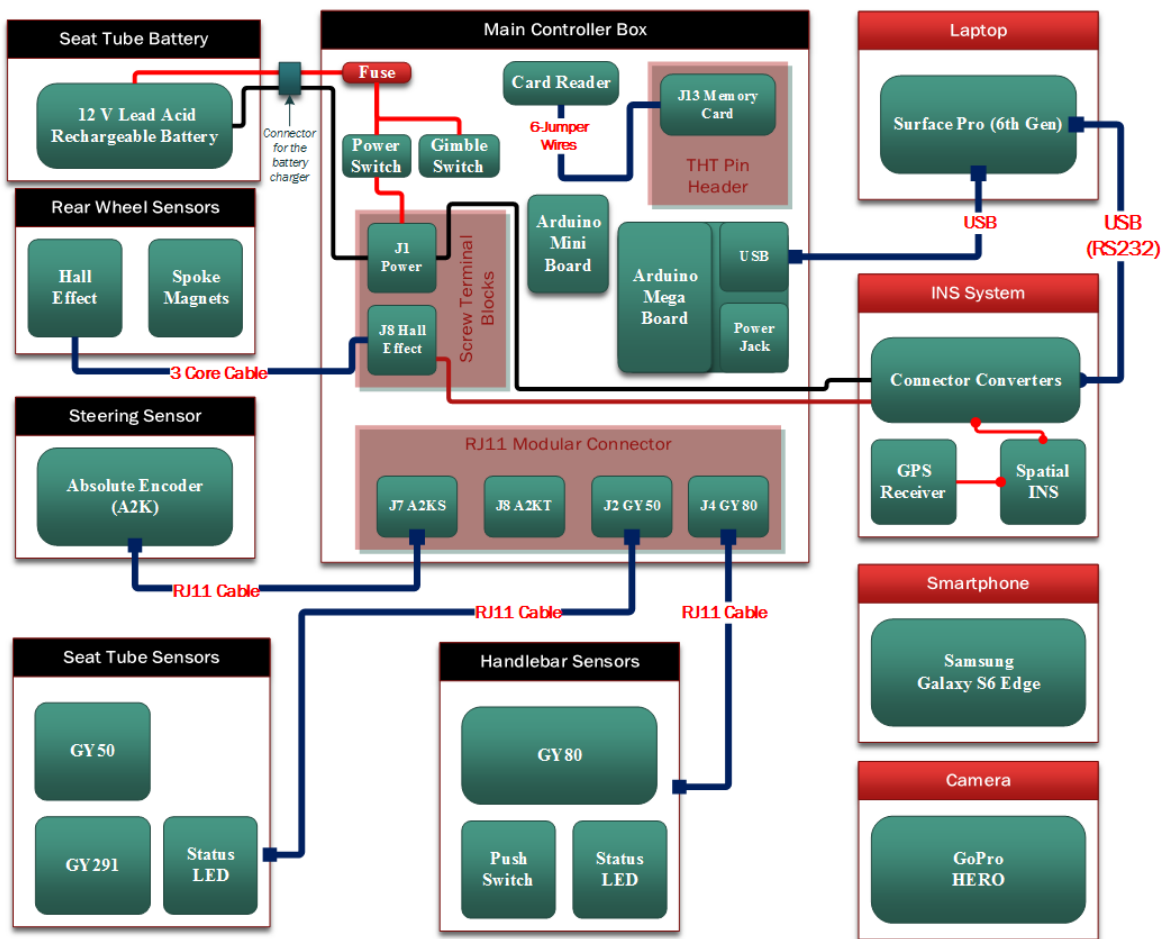 Seat Tube Battery
12 V Lead Acid
Rechargeable Battery
Connector
for the
battery
charger
Main Controller Box
Fuse
Power
Switch
Gimble
Switch
Card Reader
6-Jumper
Wires
J13 Memory
Card
THT Pin
Header
J1
Power
J8 Hall
Effect
Screw Terminal
Blocks
Arduino
Mini
Board
Arduino
Mega
Board
USB
Power
Jack
RJ11 Modular Connector
J7 A2KS
J8 A2KT
J2 GY50
J4 GY80
Laptop
Surface Pro (6th Gen)
USB
USB
(RS232)
Rear Wheel Sensors
Hall
Effect
Spoke
Magnets
3 Core Cable
INS System
Connector Converters
GPS
Receiver
Spatial
INS
Steering Sensor
Absolute Encoder
(A2K)
RJ11 Cable
RJ11 Cable
RJ11 Cable
Seat Tube Sensors
GY50
GY291
Status
LED
Handlebar Sensors
GY80
Push
Switch
Status
LED
Smartphone
Samsung
Galaxy S6 Edge
Camera
GoPro
HERO